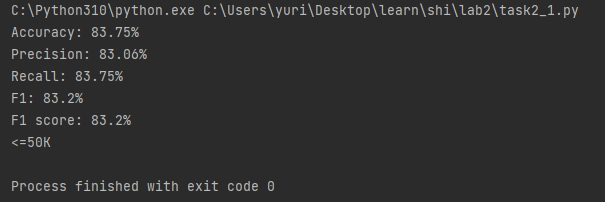 C:\Python310\python.exe C:\Users\yuri\Desktop\learn\shi\lab2\task2_1.py
Accuracy: 83.75%
Precision: 83.06%
Recall: 83.75%
F1: 83.2%
F1 score: 83.2%
<=50K
Process finished with exit code 0